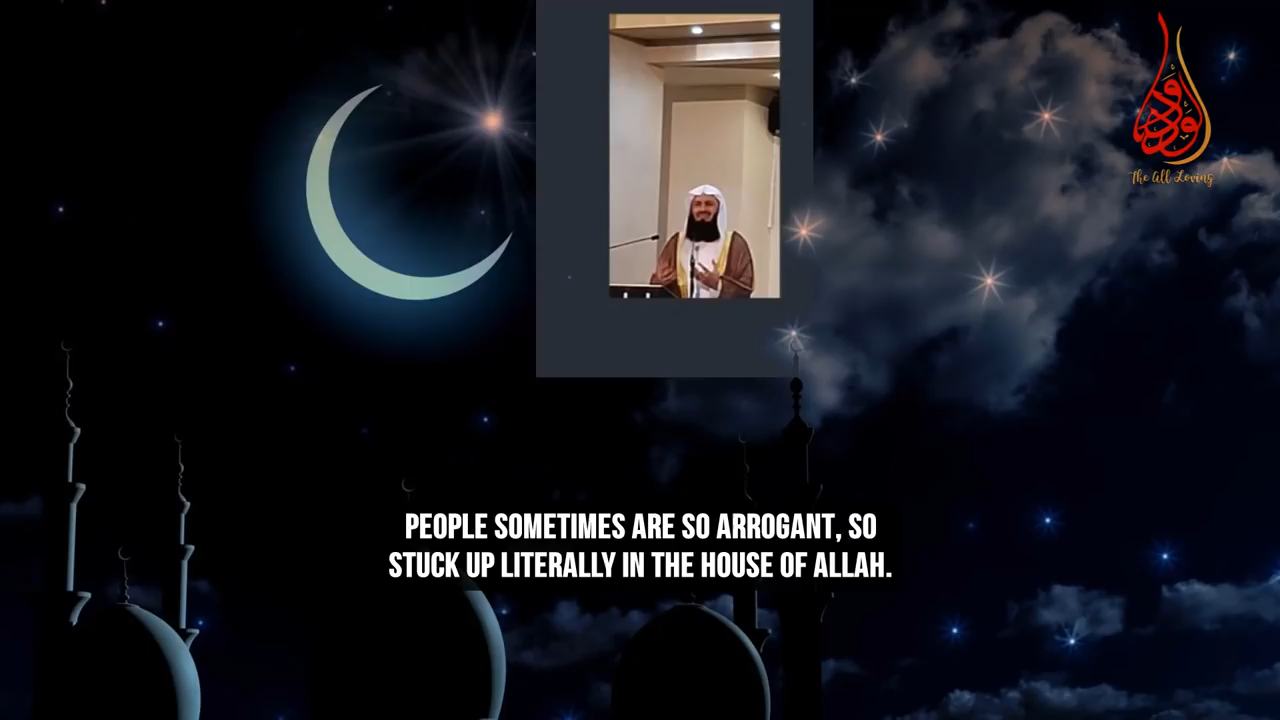 The All Loving
PEOPLE SOMETIMES ARE SO ARROGANT, SO
STUCK UP LITERALLY IN THE HOUSE OF ALLAH.